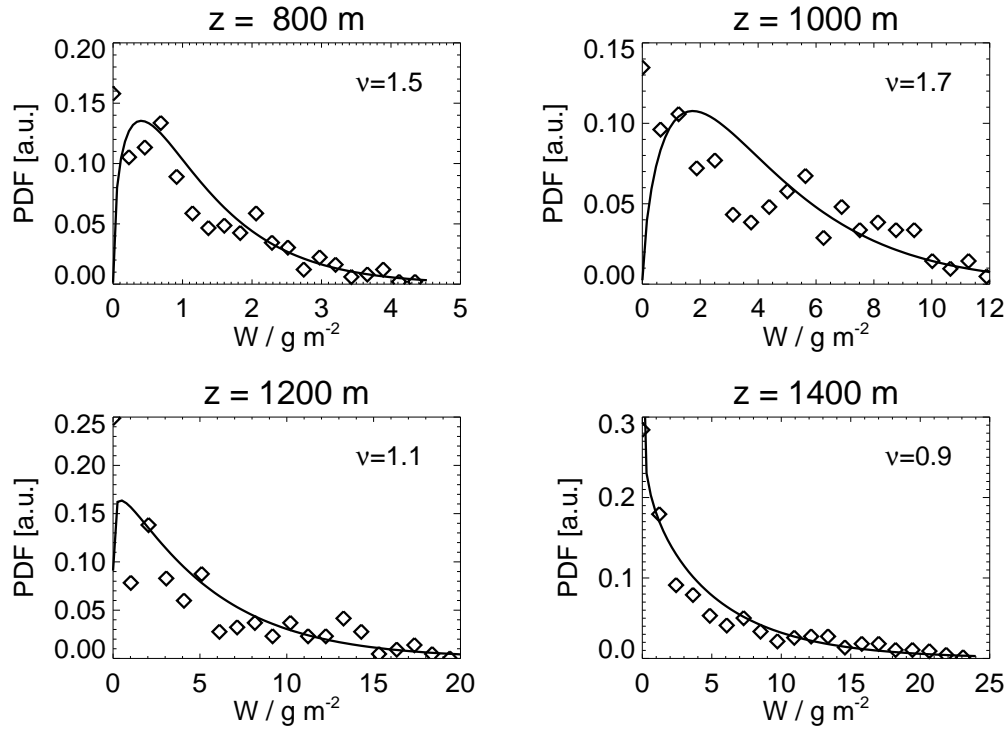 z = 800 m
0.20
0.15
0.10
0.05
0.00
PDF [a.u.]
ν=1.5
0 1 2 3 4 5
W / g m-2
z = 1000 m
0.15
0.10
0.05
0.00
PDF [a.u.]
ν=1.7
0 2 4 6 8 10 12
W / g m-2
z = 1200 m
0.25
0.20
0.15
0.10
0.05
0.00
PDF [a.u.]
ν=1.1
0 5 10 15 20
W / g m-2
z = 1400 m
0.3
0.2
0.1
0.0
PDF [a.u.]
ν=0.9
0 5 10 15 20 25
W / g m-2